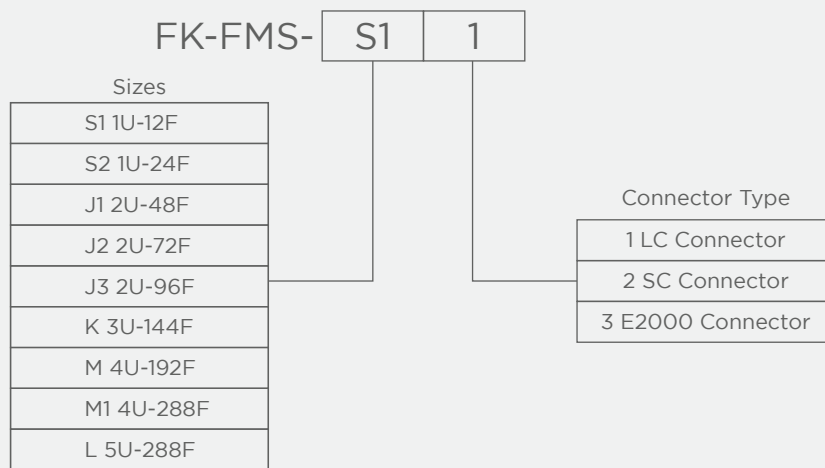 FK-FMS- S1 1
Sizes
S1 1U-12F
S2 1U-24F
J1 2U-48F
J2 2U-72F
J3 2U-96F
K 3U-144F
M 4U-192F
M1 4U-288F
L 5U-288F
Connector Type
1 LC Connector
2 SC Connector
3 E2000 Connector